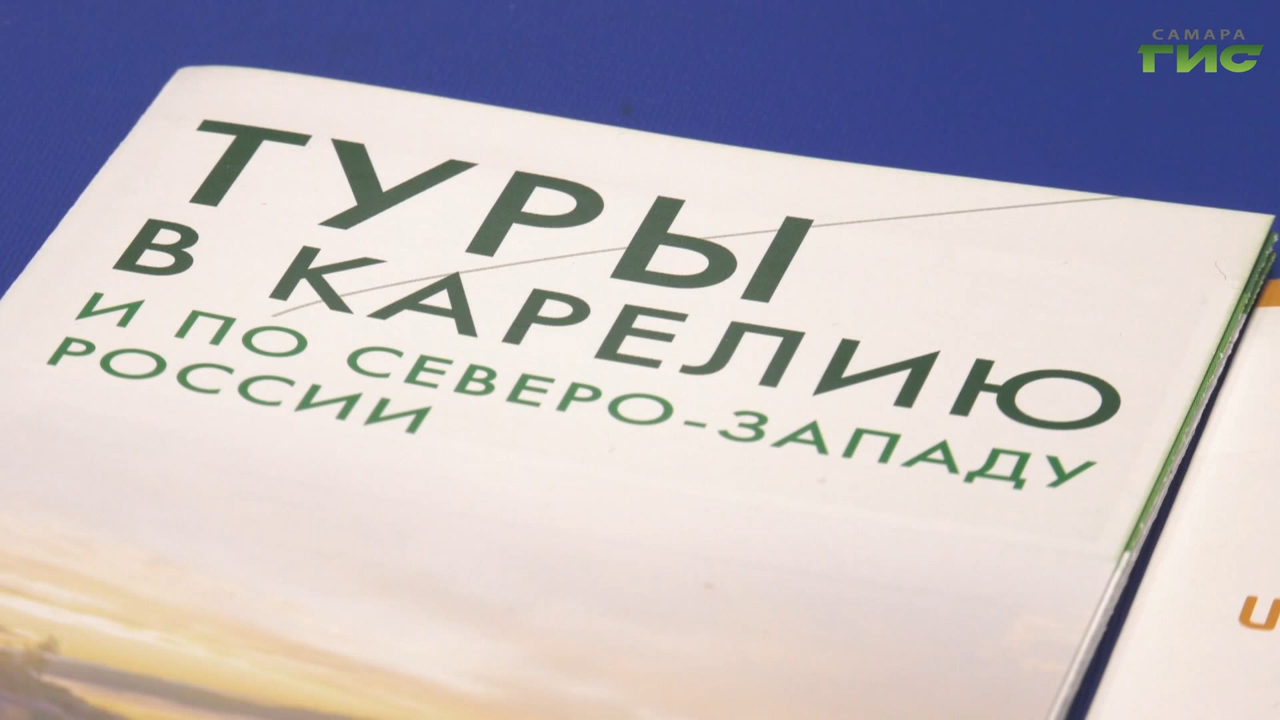 САМАРА
ГИС
ТУРЫ
В КАРЕЛИЮ
И ПО СЕВЕРО-ЗАПАДУ
РОССИИ